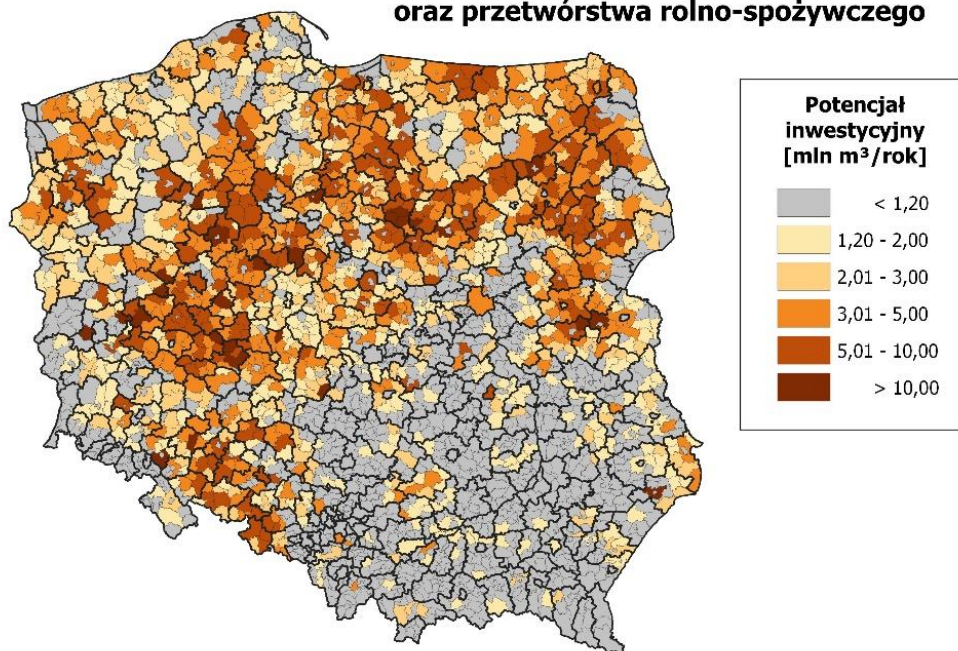 oraz przetwórstwa rolno-spożywczego
Potencjał
inwestycyjny
[mln m³/rok]
< 1,20
1,20 - 2,00
2,01 - 3,00
3,01 - 5,00
5,01 - 10,00
> 10,00